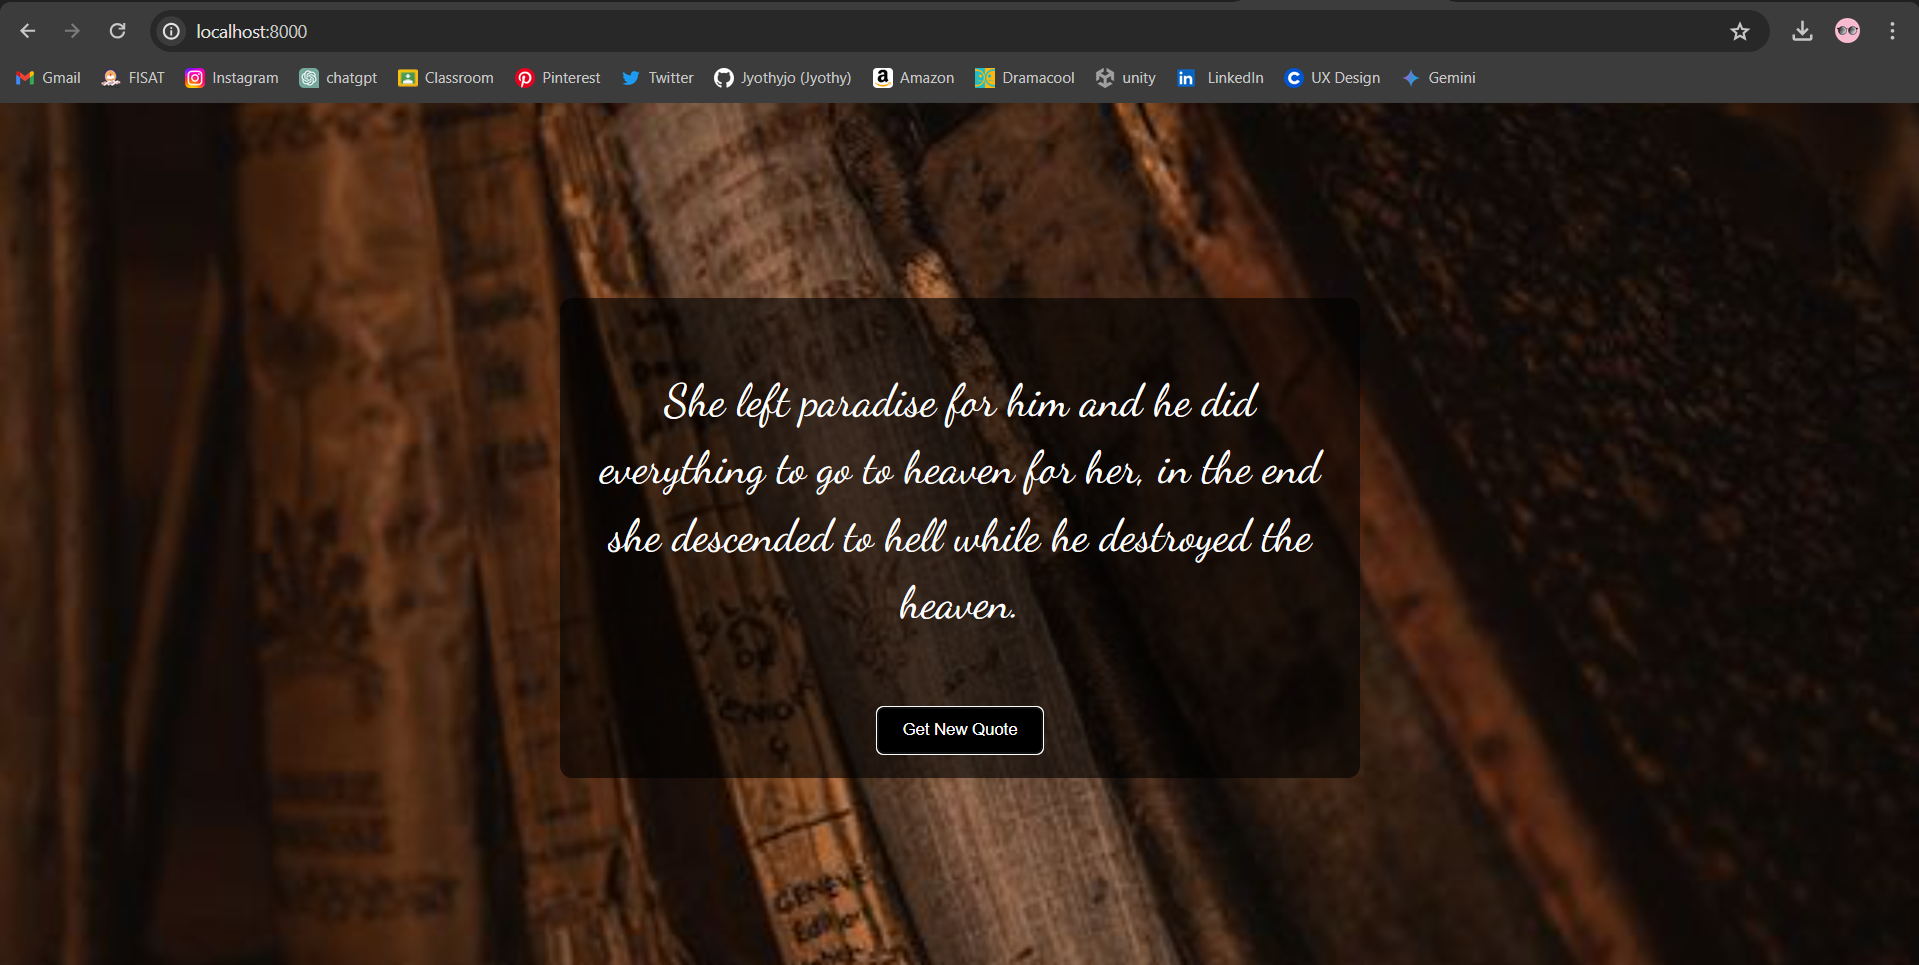 localhost:8000
Gmail FISAT Instagram chatgpt Classroom Pinterest Twitter Jyothyjo (Jyothy) Amazon Dramacool unity LinkedIn UX Design Gemini
She left paradise for him and he did
everything to go to heaven for her, in the end
she descended to hell while he destroyed the
heaven.
Get New Quote
GENEVE